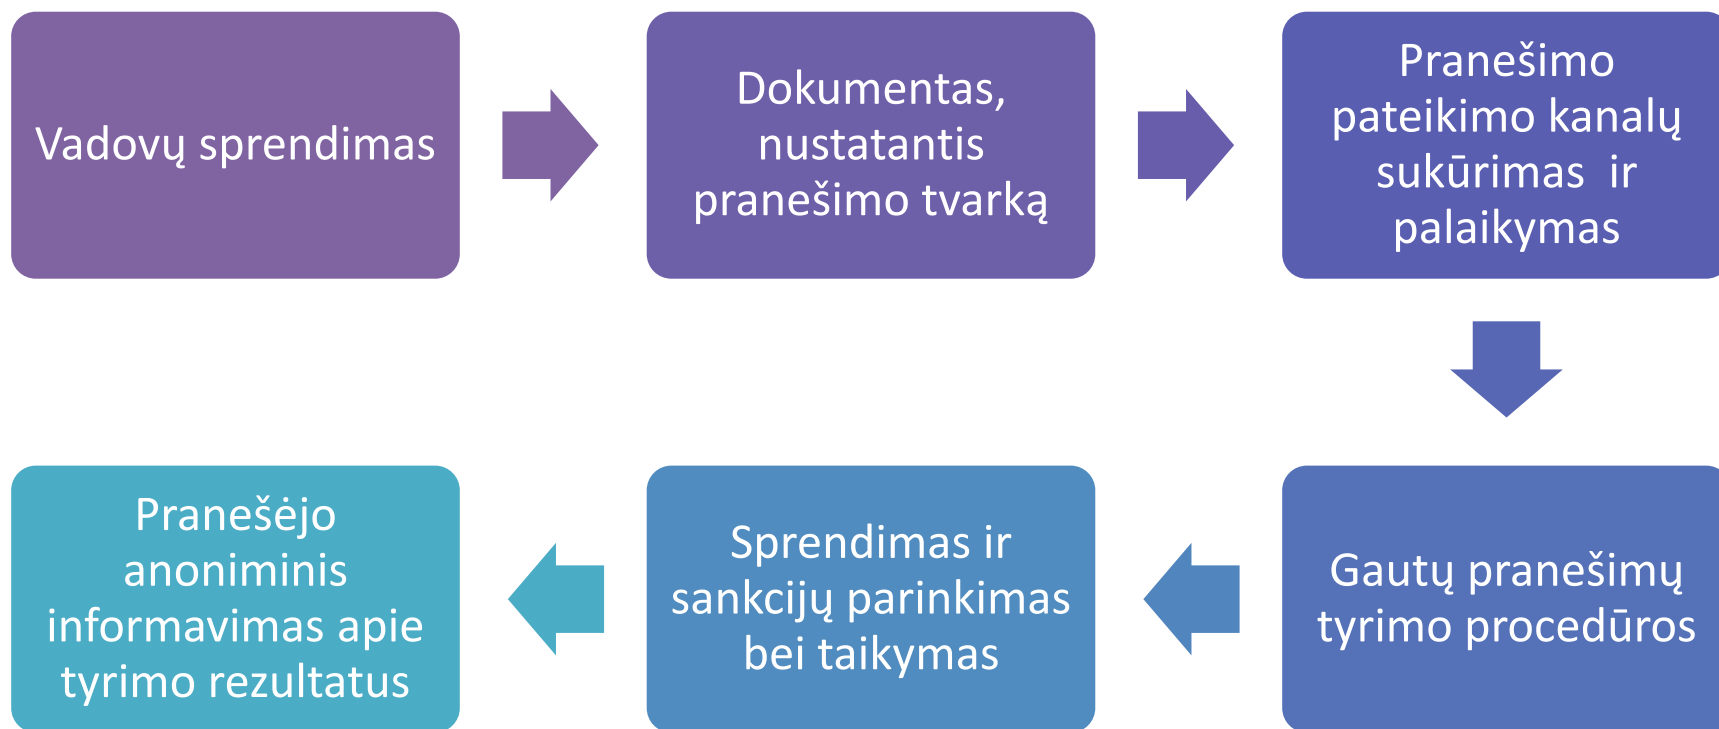 Vadovų sprendimas
Dokumentas,
nustatantis
pranešimo tvarką
Pranešimo
pateikimo kanalų
sukūrimas ir
palaikymas
Gautų pranešimų
tyrimo procedūros
Sprendimas ir
sankcijų parinkimas
bei taikymas
Pranešėjo
anoniminis
informavimas apie
tyrimo rezultatus